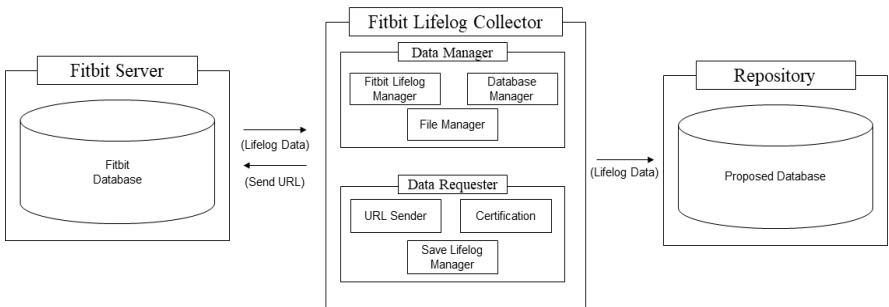 Fitbit Server
Fitbit
Database
(Lifelog Data)
(Send URL)
Fitbit Lifelog Collector
Data Manager
Fitbit Lifelog
Manager
Database
Manager
File Manager
Data Requester
URL Sender
Certification
Save Lifelog
Manager
(Lifelog Data)
Repository
Proposed Database